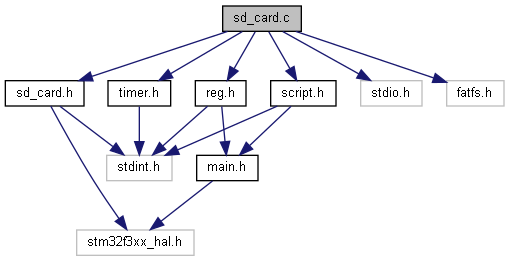 sd_card.c
sd_card.h
timer.h
reg.h
script.h
stdio.h
fatfs.h
stdint.h
main.h
stm32f3xx_hal.h